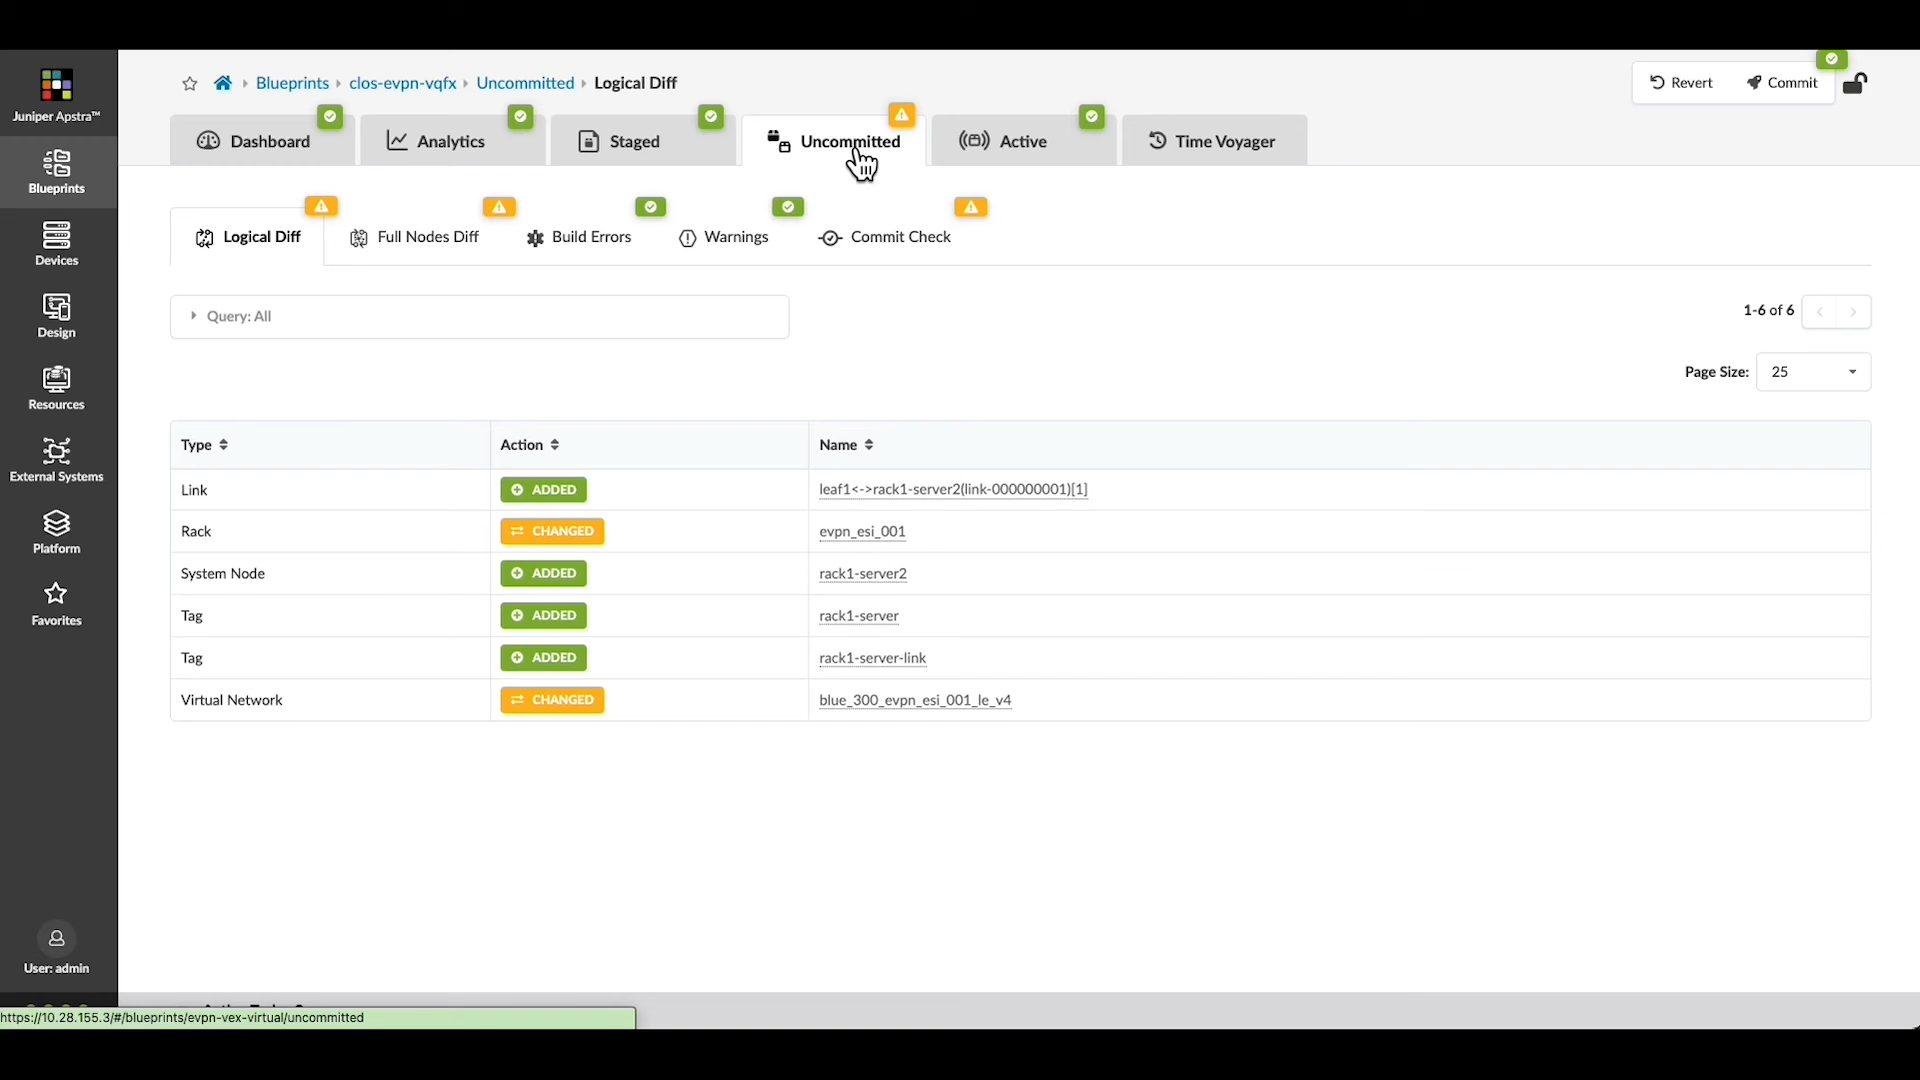 Juniper Apstra™
Blueprints
Devices
Design
Resources
External Systems
Platform
Favorites
User: admin
Blueprints › clos-evpn-vqfx › Uncommitted › Logical Diff
Revert Commit
Dashboard Analytics Staged Uncommitted Active Time Voyager
Logical Diff Full Nodes Diff Build Errors Warnings Commit Check
Query: All
1-6 of 6
Page Size: 25
Type Action Name
Link ADDED leaf1<->rack1-server2(link-000000001)[1]
Rack CHANGED evpn_esi_001
System Node ADDED rack1-server2
Tag ADDED rack1-server
Tag ADDED rack1-server-link
Virtual Network CHANGED blue_300_evpn_esi_001_le_v4
https://10.28.155.3/#/blueprints/evpn-vex-virtual/uncommitted